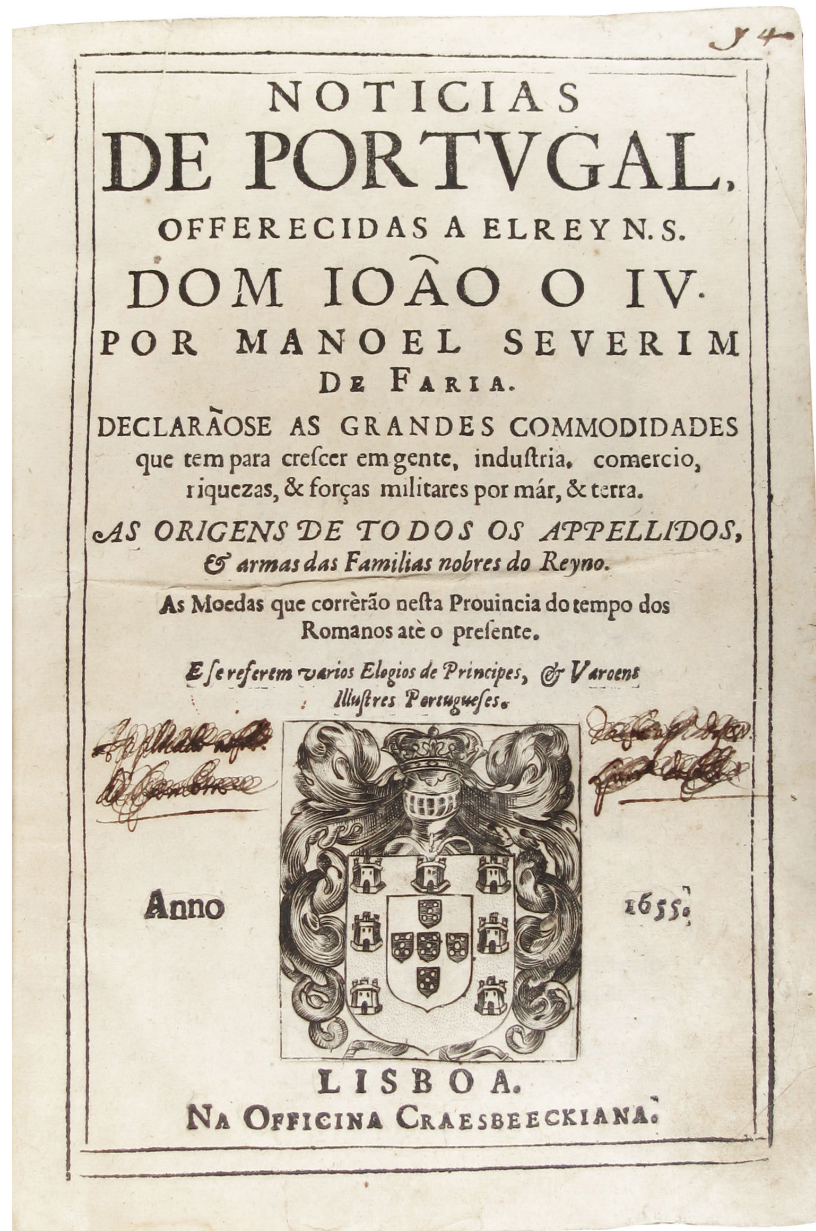 54
NOTICIAS
DE PORTVGAL,
OFFERECIDAS A ELREY N. S.
DOM IOÃO O IV.
POR MANOEL SEVERIM
DE FARIA.
DECLARÃOSE AS GRANDES COMMODIDADES
que tem para creſcer em gente, induſtria, comercio,
riquezas, & forças militares por már, & terra.
AS ORIGENS DE TODOS OS APPELLIDOS,
& armas das Familias nobres do Reyno.
As Moedas que corrèrão neſta Prouincia do tempo dos
Romanos atè o preſente.
E ſe referem varios Elogios de Principes, & Varoens
Illuſtres Portugueſes.
Anno 1655.
LISBOA.
NA OFFICINA CRAESBEECKIANA.